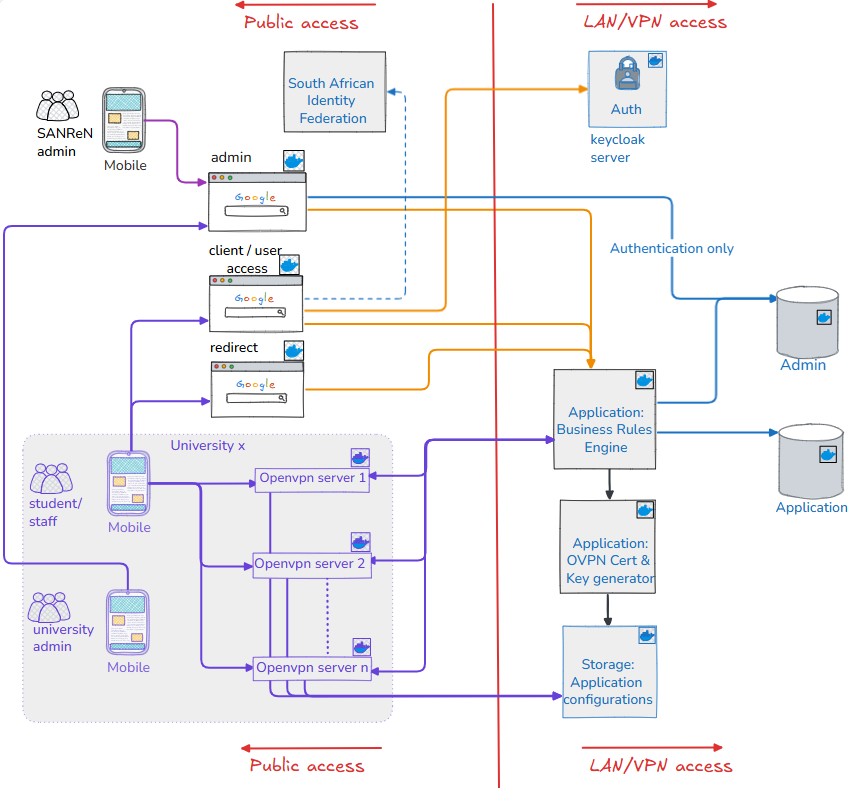 Public access
LAN/VPN access
South African
Identity
Federation
Auth
keycloak
server
SANReN
admin
Mobile
admin
Google
client / user
access
Google
redirect
Google
Authentication only
Admin
Application:
Business Rules
Engine
Application
University x
Openvpn server 1
student/
staff
Mobile
Openvpn server 2
Application:
OVPN Cert &
Key generator
university
admin
Mobile
Openvpn server n
Storage:
Application
configurations
Public access
LAN/VPN access